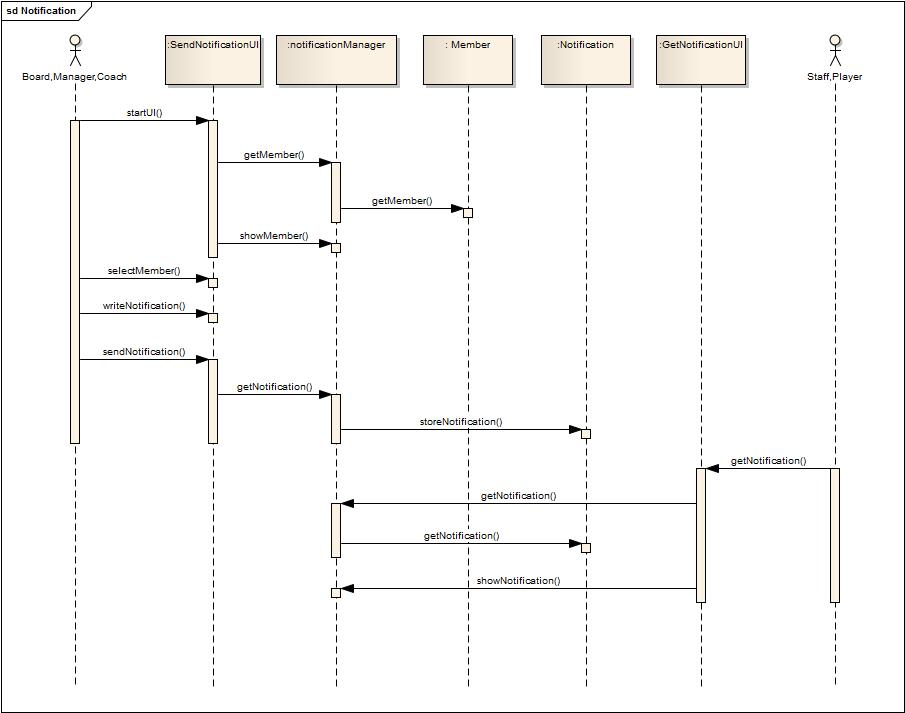 sd Notification
Board,Manager,Coach
:SendNotificationUI
:notificationManager
: Member
:Notification
:GetNotificationUI
Staff,Player
startUI()
getMember()
getMember()
showMember()
selectMember()
writeNotification()
sendNotification()
getNotification()
storeNotification()
getNotification()
getNotification()
getNotification()
showNotification()